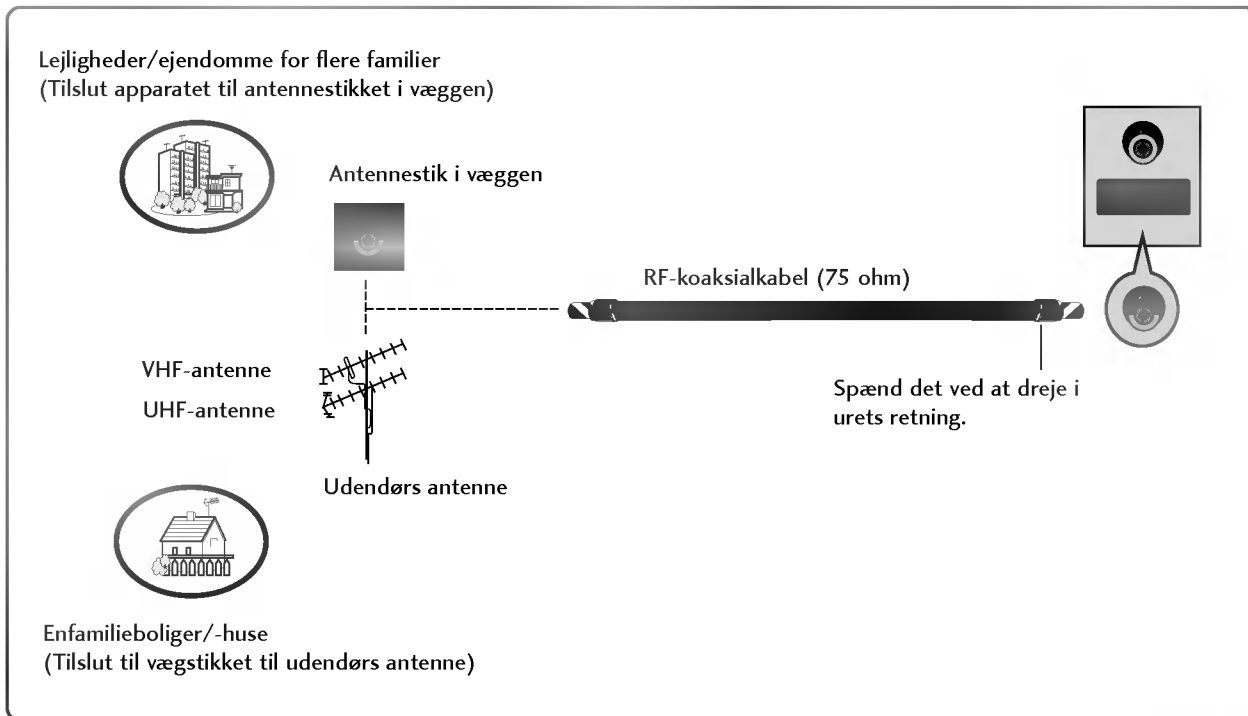 Lejligheder/ejendomme for flere familier
(Tilslut apparatet til antennestikket i væggen)
Antennestik i væggen
RF-koaksialkabel (75 ohm)
VHF-antenne
UHF-antenne
Spænd det ved at dreje i
urets retning.
Udendørs antenne
Enfamilieboliger/-huse
(Tilslut til vægstikket til udendørs antenne)